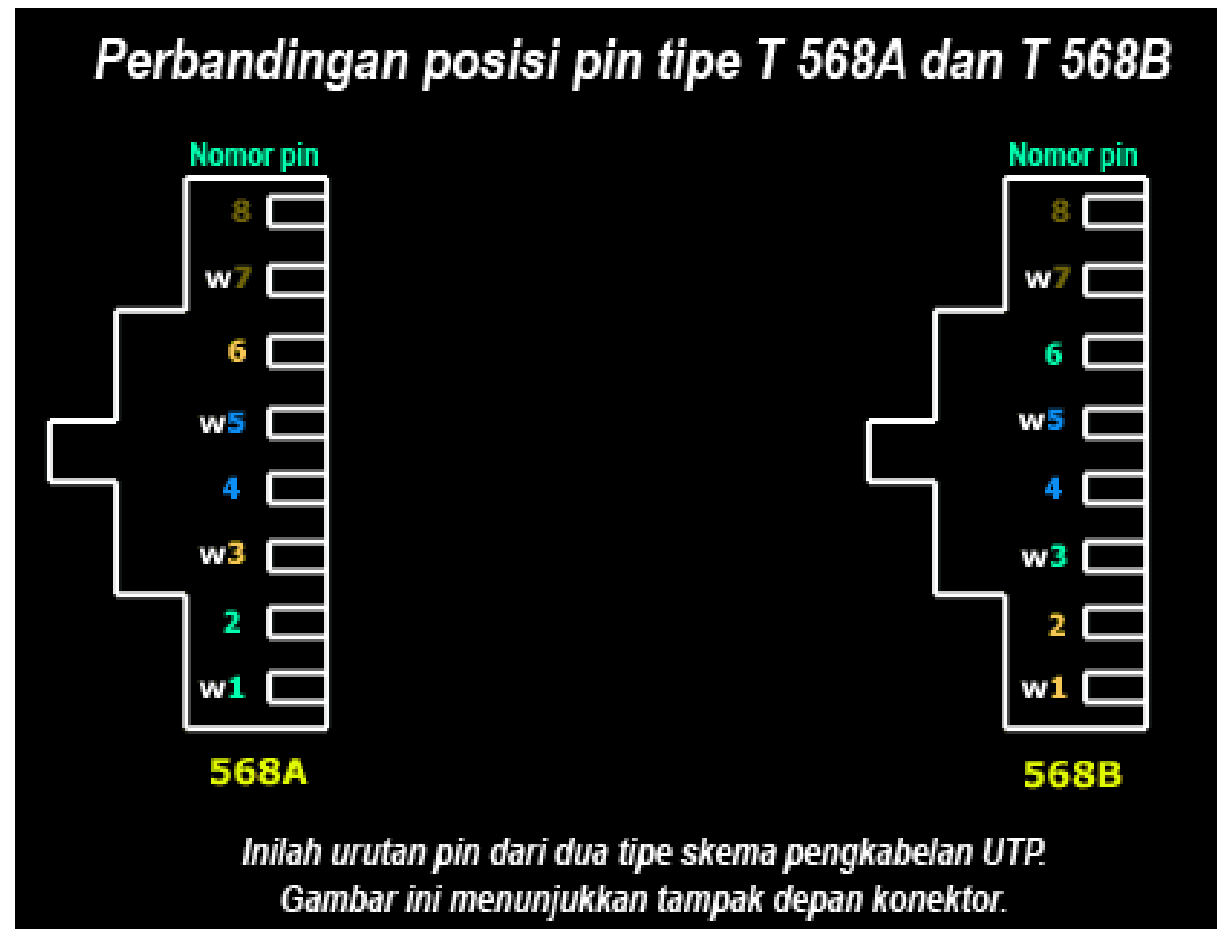 Perbandingan posisi pin tipe T 568A dan T 568B
Nomor pin Nomor pin
8 8
w7 w7
6 6
w5 w5
4 4
w3 w3
2 2
w1 w1
568A 568B
Inilah urutan pin dari dua tipe skema pengkabelan UTP.
Gambar ini menunjukkan tampak depan konektor.